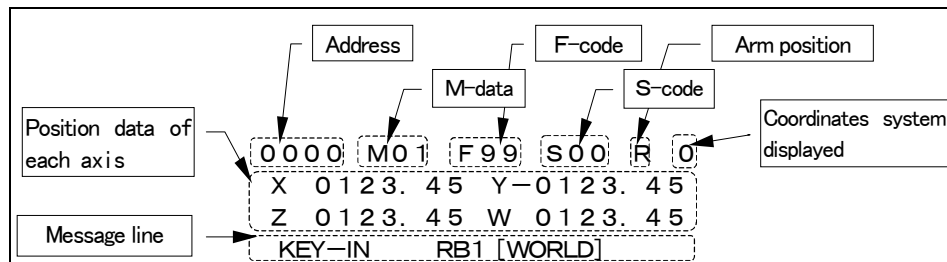 Address
F-code
Arm position
M-data
S-code
Position data of
each axis
Coordinates system
displayed
0000 M01 F99 S00 R 0
X 0123.45 Y-0123.45
Z 0123.45 W 0123.45
Message line
KEY-IN RB1 [WORLD]